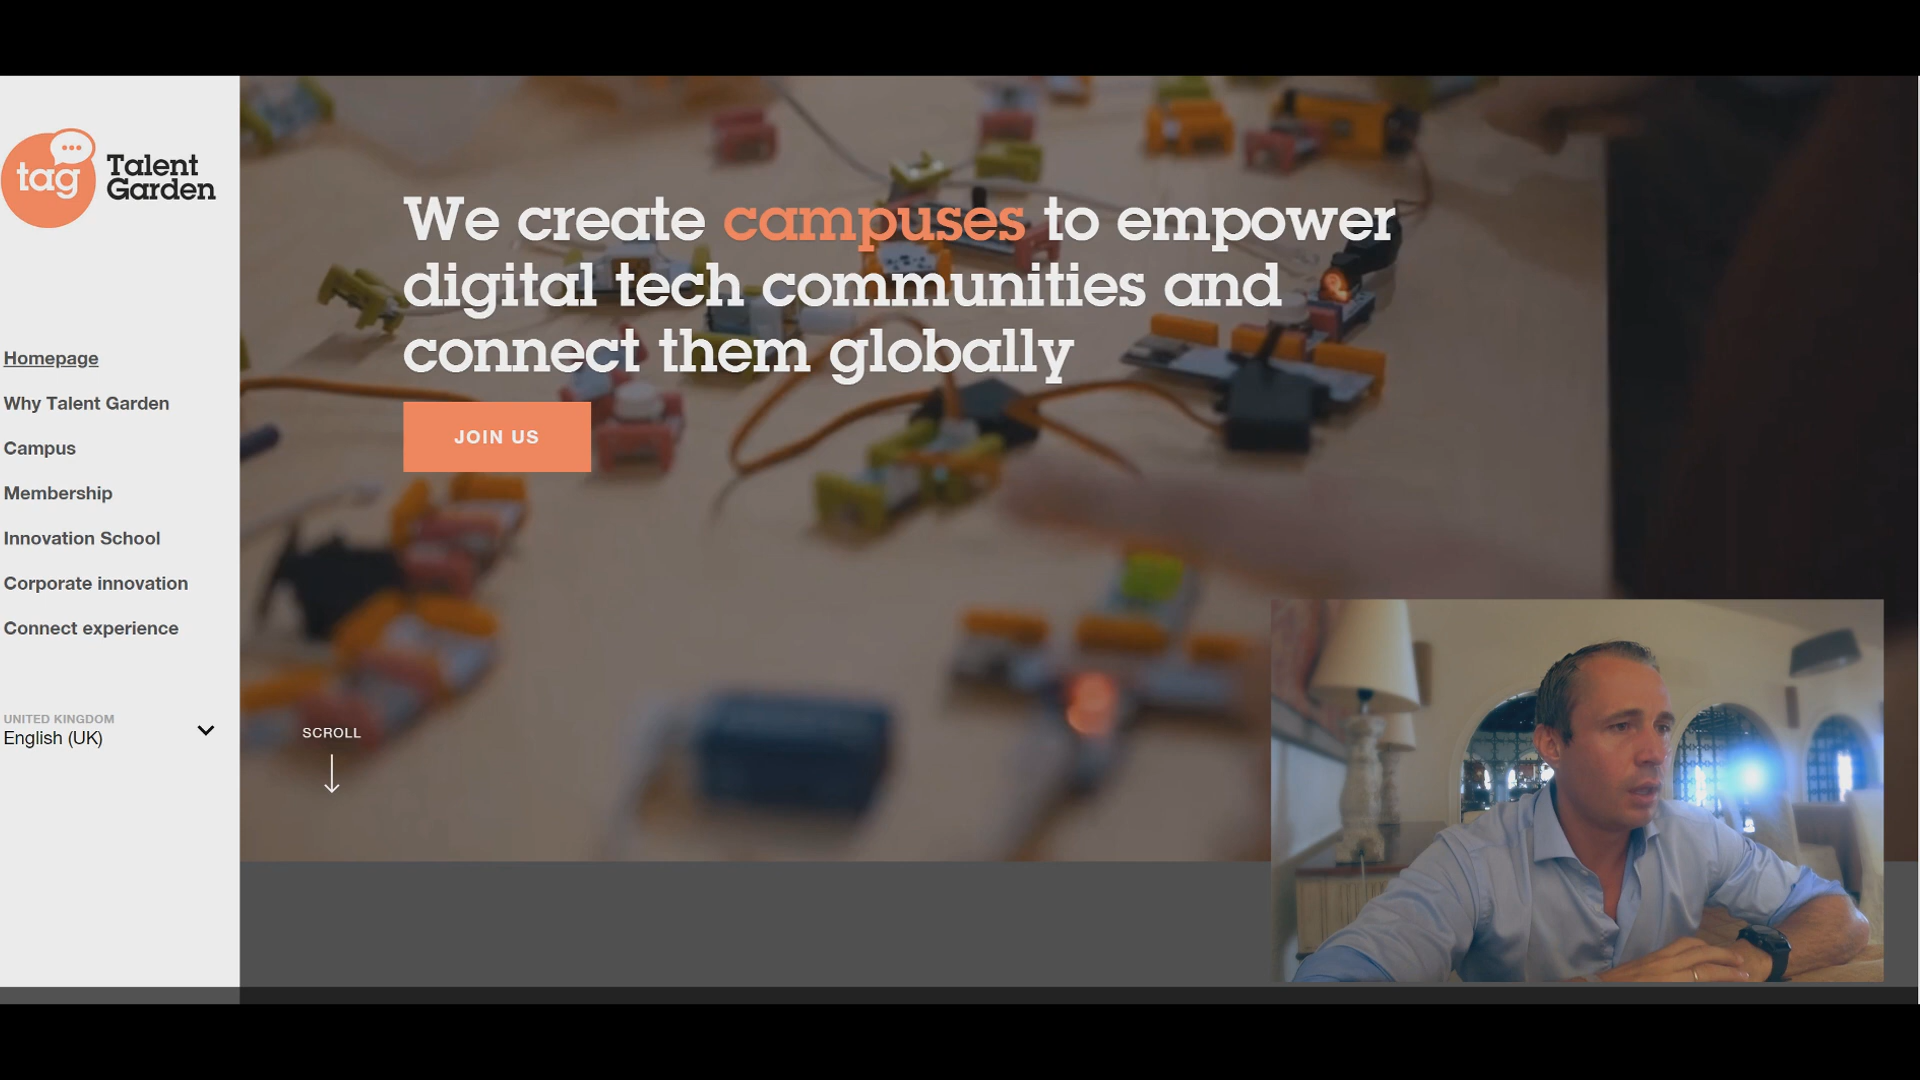 tag
Talent
Garden
Homepage
Why Talent Garden
Campus
Membership
Innovation School
Corporate innovation
Connect experience
UNITED KINGDOM
English (UK)
We create campuses to empower
digital tech communities and
connect them globally
JOIN US
SCROLL